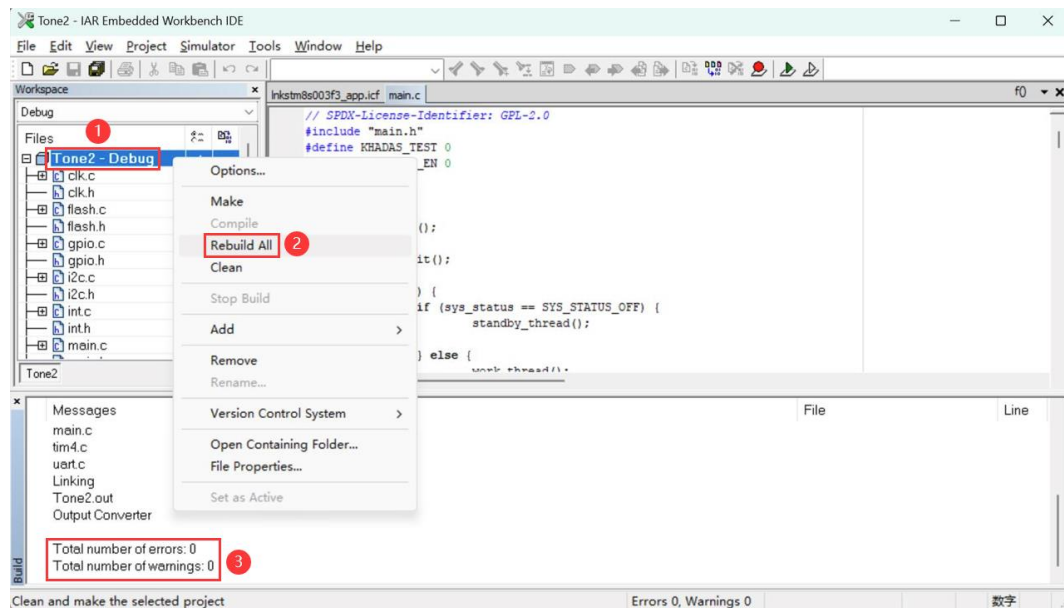 Tone2 - IAR Embedded Workbench IDE
File Edit View Project Simulator Tools Window Help
Workspace
lnkstm8s003f3_app.icf main.c
f()
Debug
Files
1
Tone2 - Debug
clk.c
clk.h
flash.c
flash.h
gpio.c
gpio.h
i2c.c
i2c.h
int.c
int.h
main.c
Tone2
Options...
Make
Compile
Rebuild All
2
Clean
Stop Build
Add
Remove
Rename...
Version Control System
Open Containing Folder...
File Properties...
Set as Active
// SPDX-License-Identifier: GPL-2.0
#include "main.h"
#define KHADAS_TEST 0
_EN 0
();
it();
) {
if (sys_status == SYS_STATUS_OFF) {
standby_thread();
} else {
work_thread();
Messages File Line
main.c
tim4.c
uart.c
Linking
Tone2.out
Output Converter
Total number of errors: 0
Total number of warnings: 0
3
Build
Clean and make the selected project
Errors 0, Warnings 0
数字